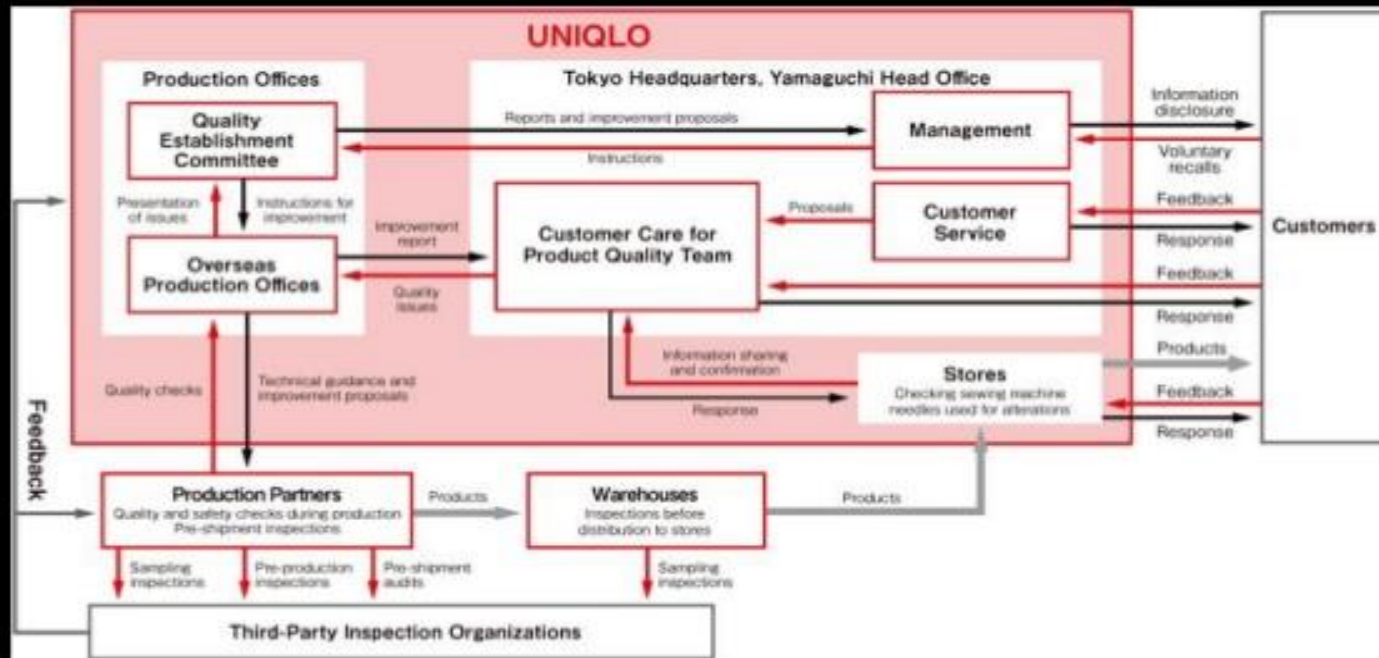 UNIQLO
Production Offices
Quality
Establishment
Committee
Presentation
of issues
Instructions for
improvement
Overseas
Production Offices
Tokyo Headquarters, Yamaguchi Head Office
Reports and improvement proposals
Instructions
Management
Improvement
report
Quality
issues
Customer Care for
Product Quality Team
Proposals
Customer
Service
Information
disclosure
Voluntary
recalls
Feedback
Response
Feedback
Response
Products
Feedback
Response
Customers
Information sharing
and confirmation
Response
Stores
Checking sewing machine
needles used for alterations
Quality checks
Technical guidance and
improvement proposals
Feedback
Production Partners
Quality and safety checks during production
Pre-shipment inspections
Products
Warehouses
Inspections before
distribution to stores
Products
Sampling
inspections
Pre-production
inspections
Pre-shipment
audits
Sampling
inspections
Third-Party Inspection Organizations